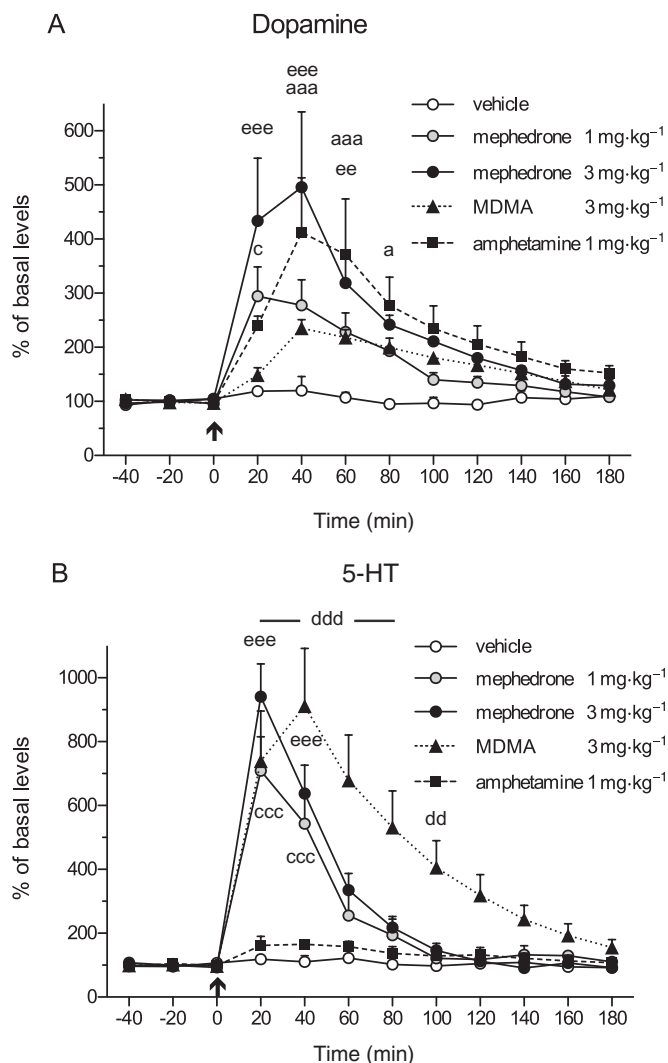 A
Dopamine
eee
aaa
eee
aaa
ee
c
a
vehicle
mephedrone 1 mg·kg⁻¹
mephedrone 3 mg·kg⁻¹
MDMA 3 mg·kg⁻¹
amphetamine 1 mg·kg⁻¹
% of basal levels
600
500
400
300
200
100
0
-40 -20 0 20 40 60 80 100 120 140 160 180
Time (min)
B
5-HT
ddd
eee
eee
ccc
ccc
dd
vehicle
mephedrone 1 mg·kg⁻¹
mephedrone 3 mg·kg⁻¹
MDMA 3 mg·kg⁻¹
amphetamine 1 mg·kg⁻¹
% of basal levels
1000
800
600
400
200
0
-40 -20 0 20 40 60 80 100 120 140 160 180
Time (min)